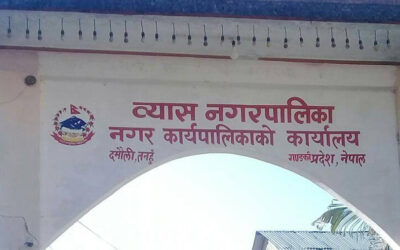 व्यास नगरपालिका
नगर कार्यपालिकाको कार्यालय
दमौली, तनहुँ गण्डकी प्रदेश, नेपाल